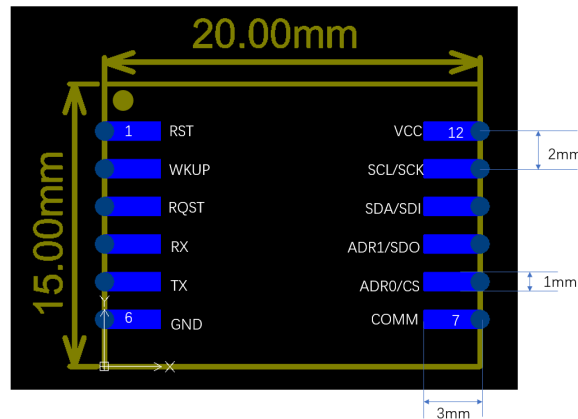 20.00mm
15.00mm
1 RST
VCC 12
WKUP
SCL/SCK
2mm
RQST
SDA/SDI
RX
ADR1/SDO
TX
ADR0/CS
1mm
Y
6 GND
COMM 7
X
3mm